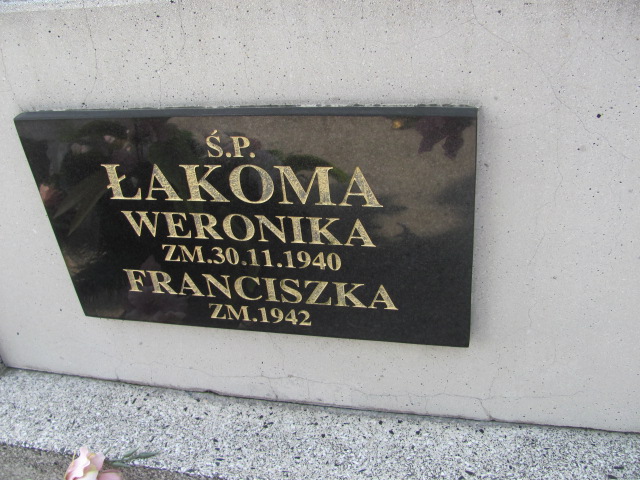 Ś.P.
ŁAKOMA
WERONIKA
ZM.30.11.1940
FRANCISZKA
ZM.1942